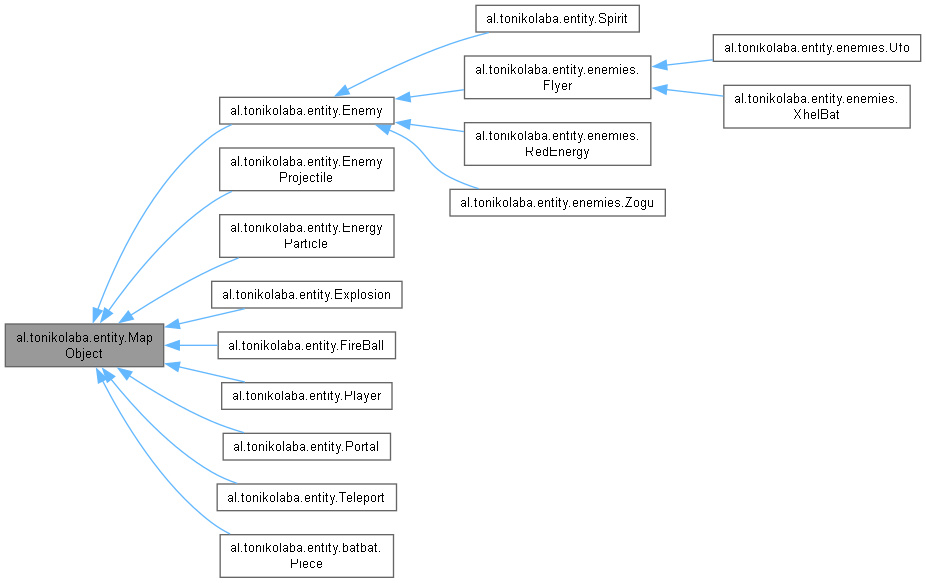 al.tonikolaba.entity.Spirit
al.tonikolaba.entity.enemies.Ufo
al.tonikolaba.entity.enemies.
Flyer
al.tonikolaba.entity.enemies.
XhelBat
al.tonikolaba.entity.Enemy
al.tonikolaba.entity.enemies.
RedEnergy
al.tonikolaba.entity.Enemy
Projectile
al.tonikolaba.entity.enemies.Zogu
al.tonikolaba.entity.Energy
Particle
al.tonikolaba.entity.Explosion
al.tonikolaba.entity.Map
Object
al.tonikolaba.entity.FireBall
al.tonikolaba.entity.Player
al.tonikolaba.entity.Portal
al.tonikolaba.entity.Teleport
al.tonikolaba.entity.batbat.
Piece